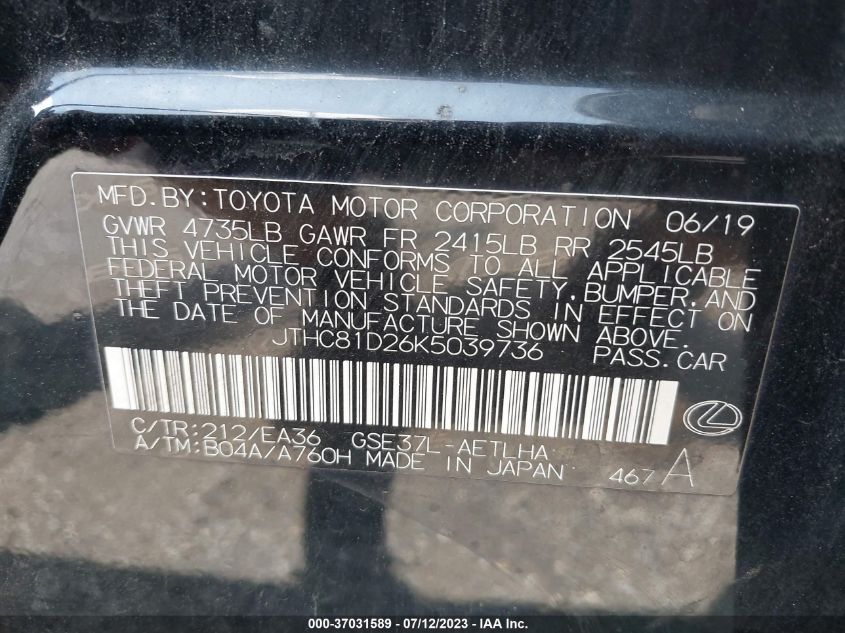 MFD.BY:TOYOTA MOTOR CORPORATION 06/19
GVWR 4735LB GAWR FR 2415LB RR 2545LB
THIS VEHICLE CONFORMS TO ALL APPLICABLE
FEDERAL MOTOR VEHICLE SAFETY,BUMPER,AND
THEFT PREVENTION STANDARDS IN EFFECT ON
THE DATE OF MANUFACTURE SHOWN ABOVE.
JTHC81D26K5039736 PASS.CAR
C/TR:212/EA36 GSE37L-AETLHA
A/TM:B04A/A760H MADE IN JAPAN 467 A
000-37031589 / 07/12/2023 - IAA Inc.